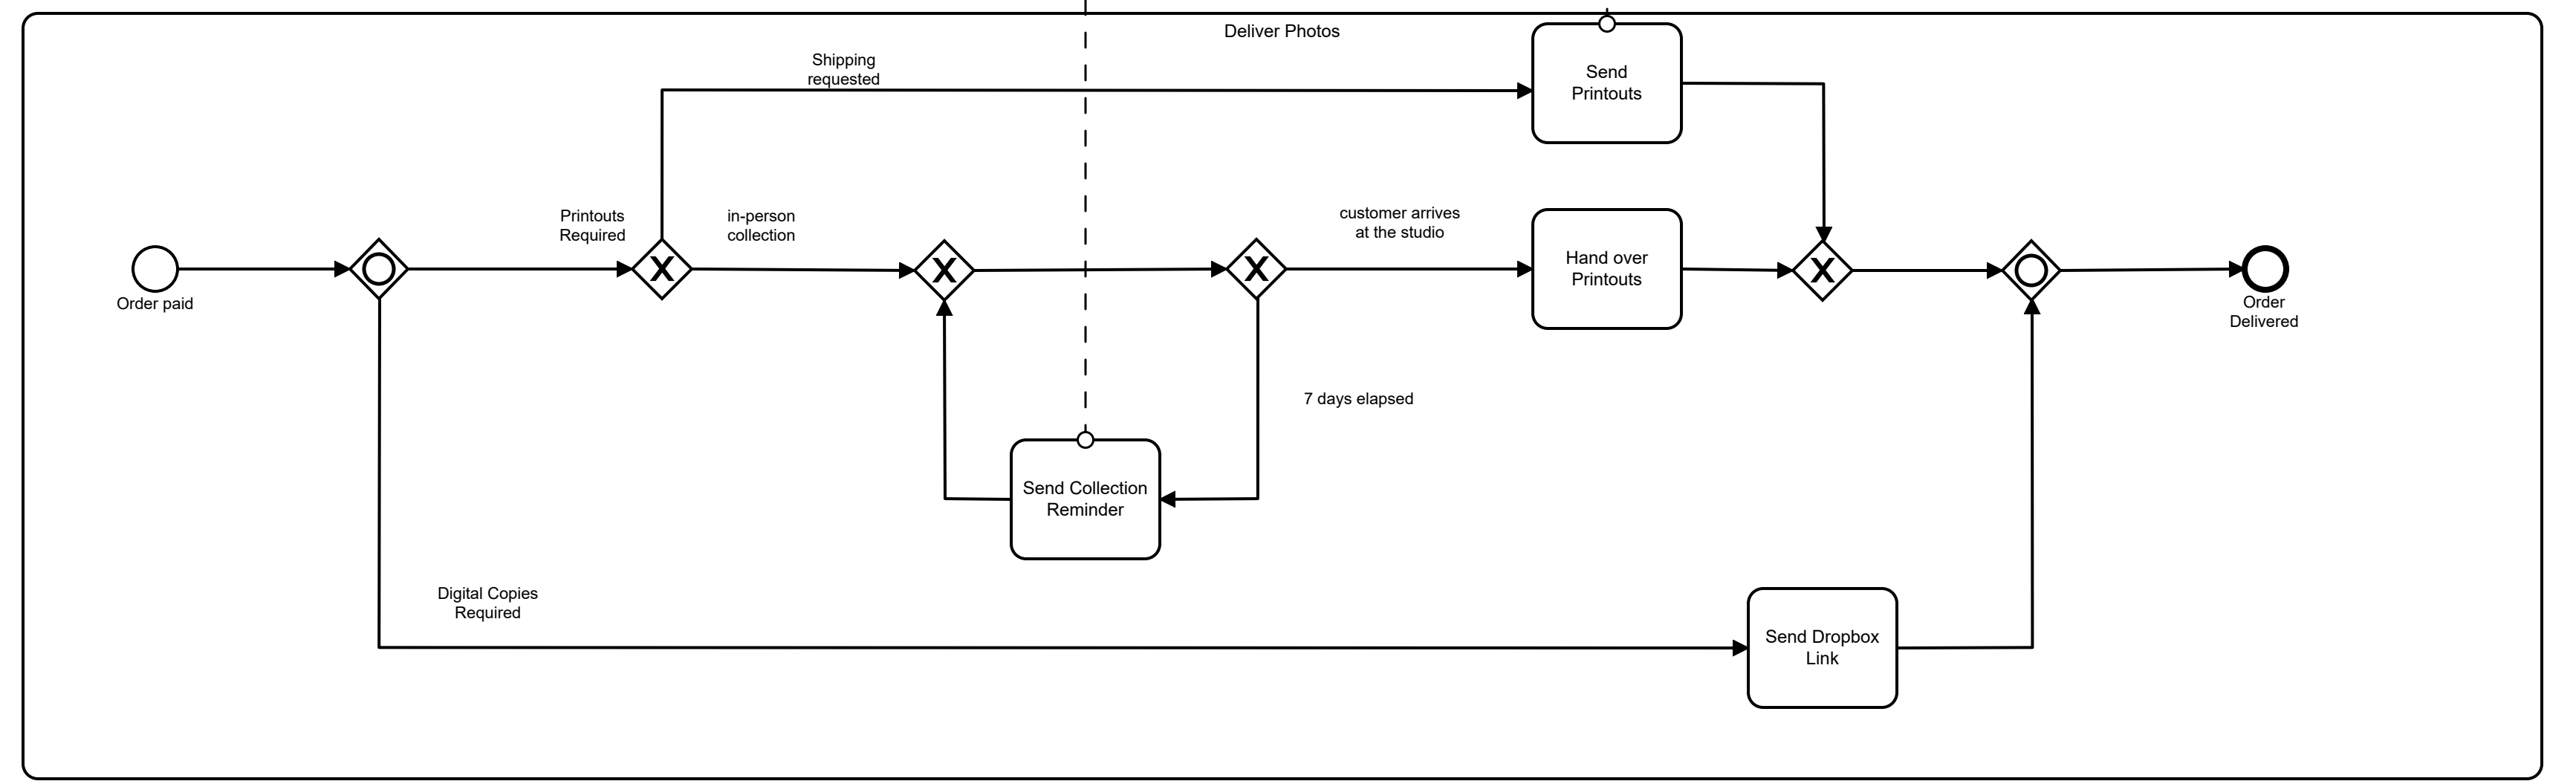 Deliver Photos
Shipping
requested
Send
Printouts
Printouts
Required
in-person
collection
customer arrives
at the studio
Hand over
Printouts
Order paid
Order
Delivered
7 days elapsed
Send Collection
Reminder
Digital Copies
Required
Send Dropbox
Link